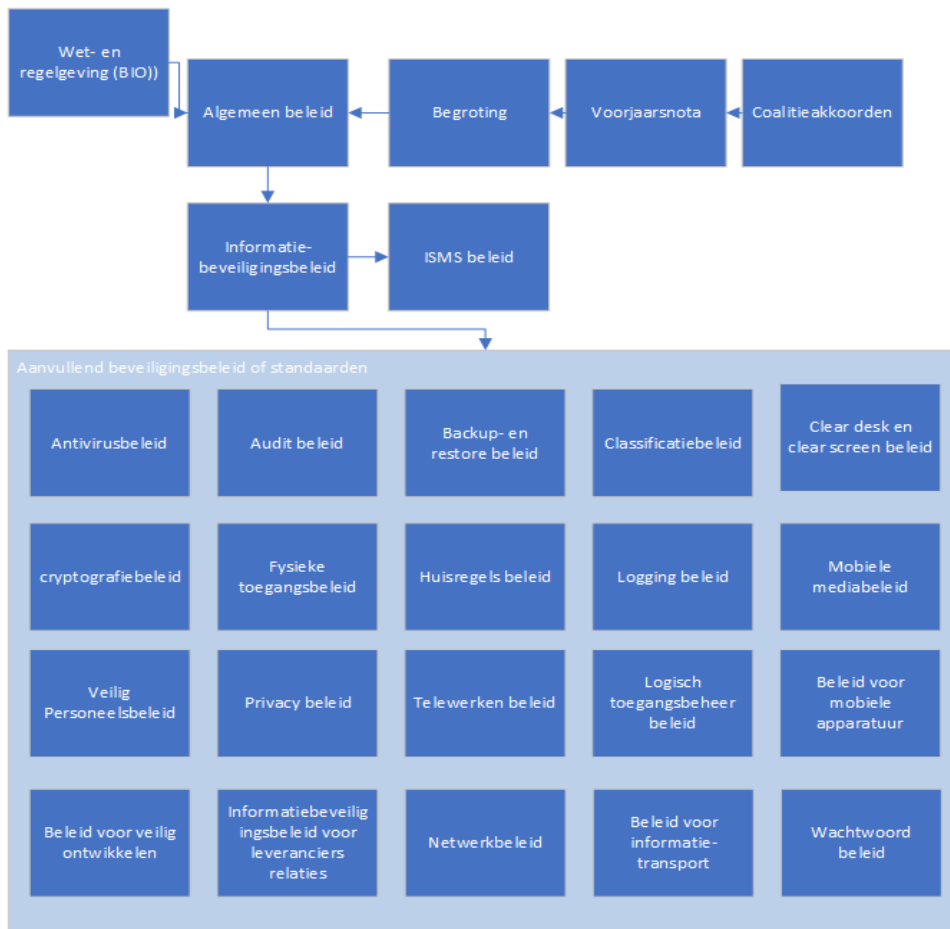 Wet- en
regelgeving (BIO))
Algemeen beleid
Begroting
Voorjaarsnota
Coalitieakkoorden
Informatie-
beveiligingsbeleid
ISMS beleid
Aanvullend beveiligingsbeleid of standaarden
Antivirusbeleid
Audit beleid
Backup- en
restore beleid
Classificatiebeleid
Clear desk en
clear screen beleid
cryptografiebeleid
Fysieke
toegangsbeleid
Huisregels beleid
Logging beleid
Mobiele
mediabeleid
Veilig
Personeelsbeleid
Privacy beleid
Telewerken beleid
Logisch
toegangsbeheer
beleid
Beleid voor
mobiele
apparatuur
Beleid voor veilig
ontwikkelen
Informatiebeveilig
ingsbeleid voor
leveranciers
relaties
Netwerkbeleid
Beleid voor
informatie-
transport
Wachtwoord
beleid